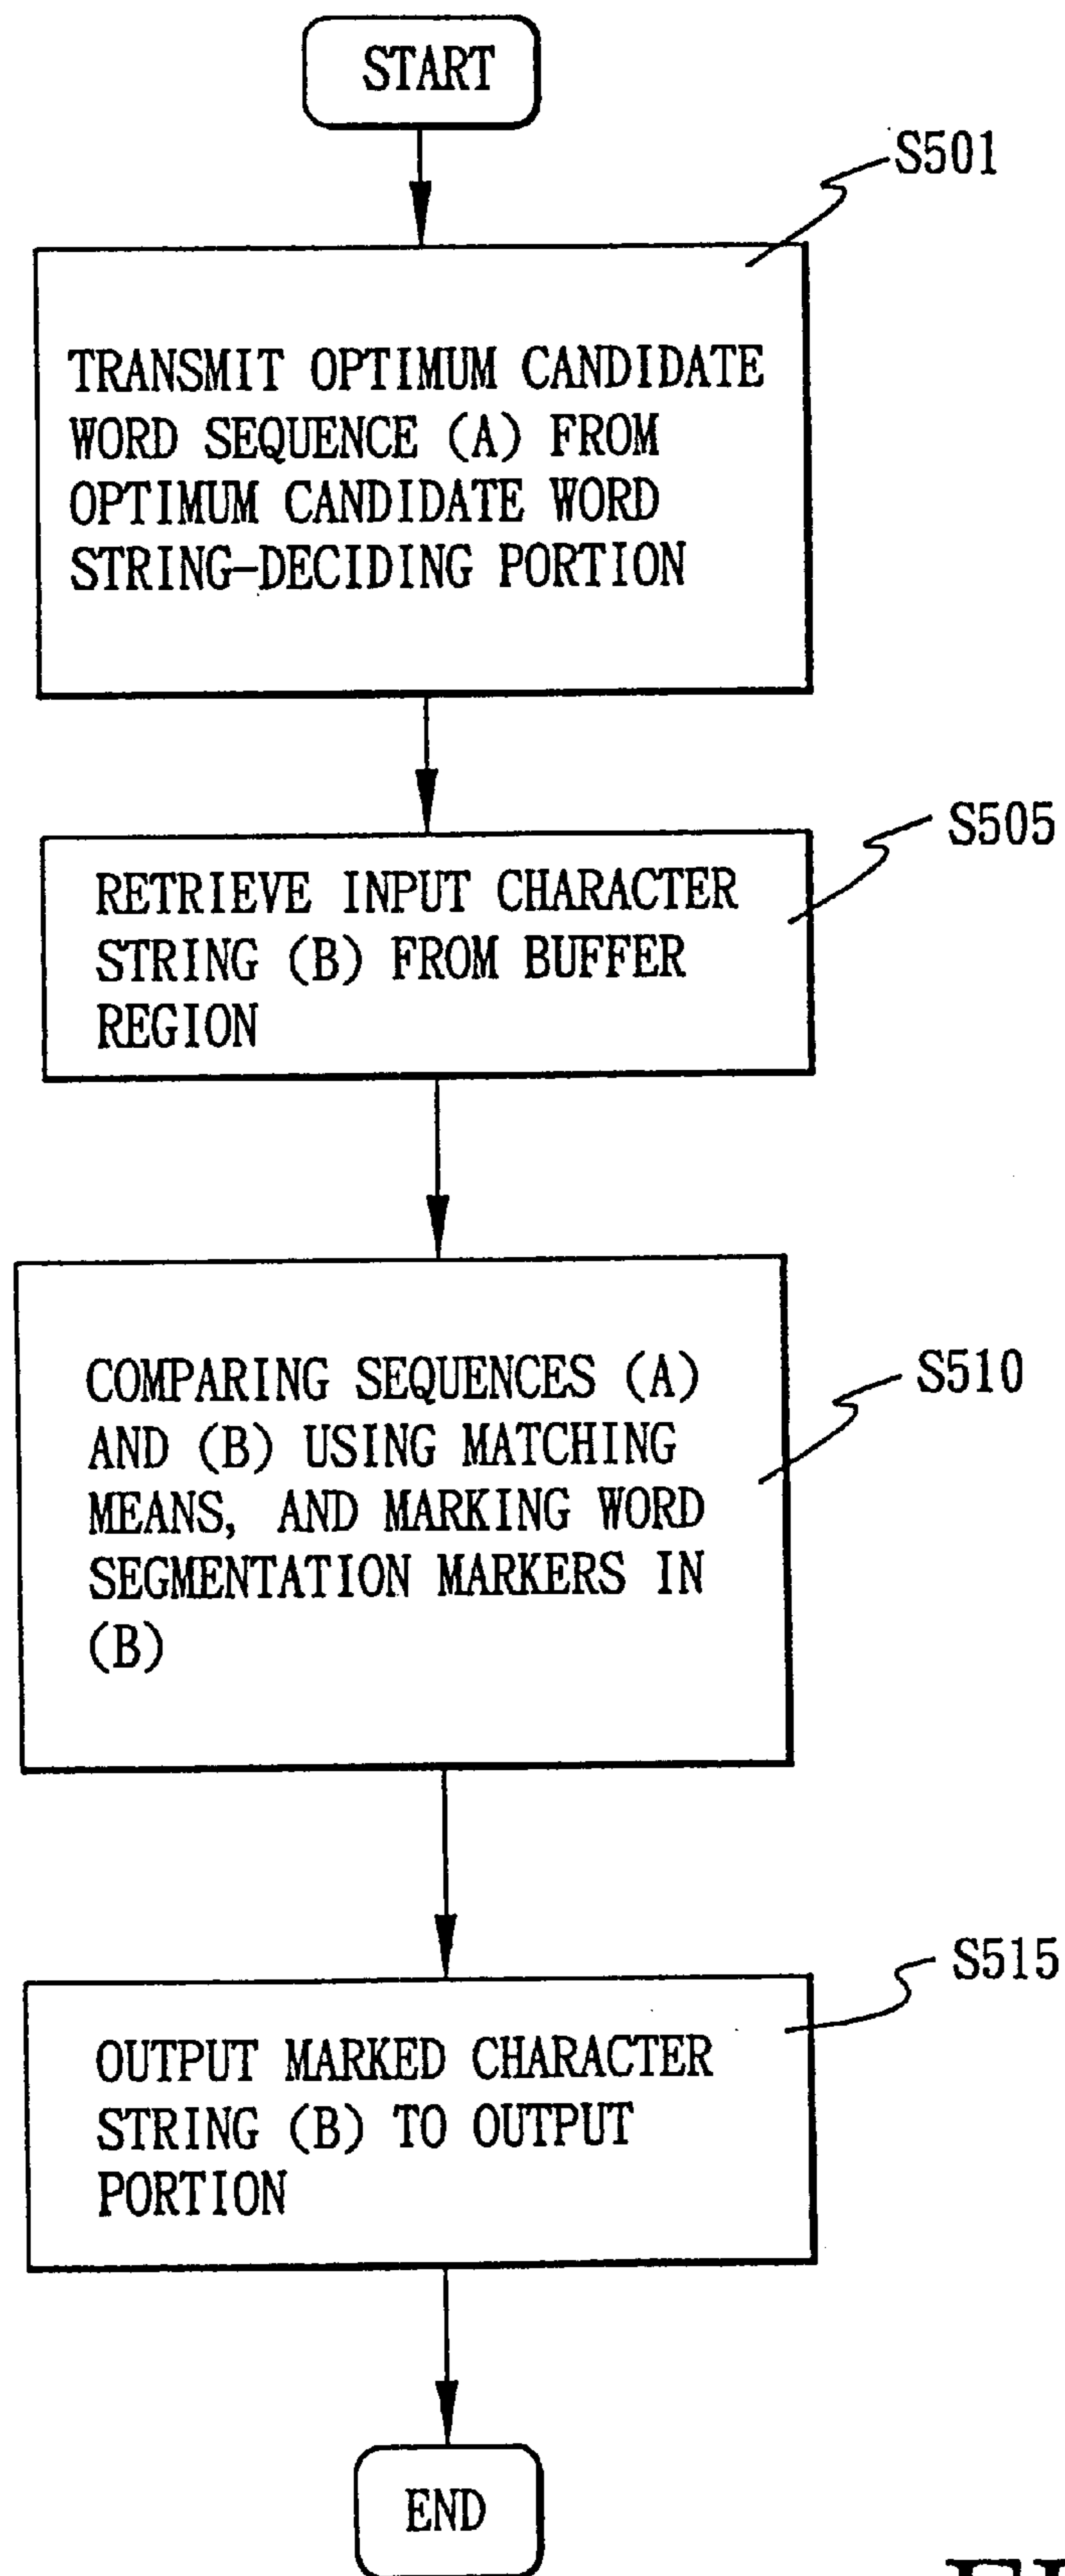 START
S501
TRANSMIT OPTIMUM CANDIDATE
WORD SEQUENCE (A) FROM
OPTIMUM CANDIDATE WORD
STRING-DECIDING PORTION
S505
RETRIEVE INPUT CHARACTER
STRING (B) FROM BUFFER
REGION
S510
COMPARING SEQUENCES (A)
AND (B) USING MATCHING
MEANS, AND MARKING WORD
SEGMENTATION MARKERS IN
(B)
S515
OUTPUT MARKED CHARACTER
STRING (B) TO OUTPUT
PORTION
END